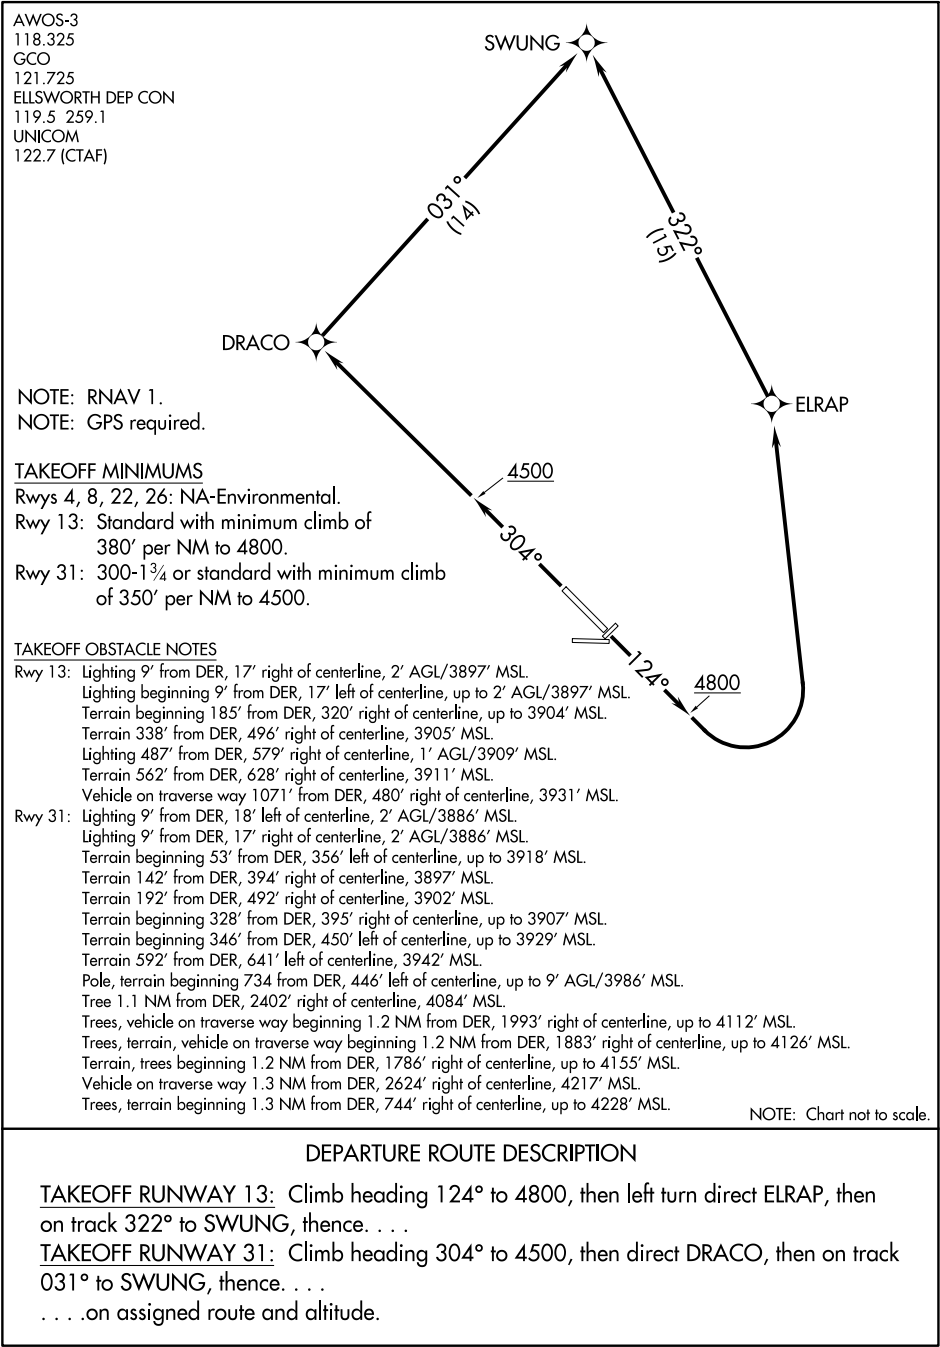 AWOS-3
118.325
GCO
121.725
ELLSWORTH DEP CON
119.5 259.1
UNICOM
122.7 (CTAF)
SWUNG
031°
(14)
322°
(15)
DRACO
ELRAP
NOTE: RNAV 1.
NOTE: GPS required.
4500
304°
124°
4800
TAKEOFF MINIMUMS
Rwys 4, 8, 22, 26: NA-Environmental.
Rwy 13: Standard with minimum climb of
380′ per NM to 4800.
Rwy 31: 300-1¾ or standard with minimum climb
of 350′ per NM to 4500.
TAKEOFF OBSTACLE NOTES
Rwy 13: Lighting 9′ from DER, 17′ right of centerline, 2′ AGL/3897′ MSL.
Lighting beginning 9′ from DER, 17′ left of centerline, up to 2′ AGL/3897′ MSL.
Terrain beginning 185′ from DER, 320′ right of centerline, up to 3904′ MSL.
Terrain 338′ from DER, 496′ right of centerline, 3905′ MSL.
Lighting 487′ from DER, 579′ right of centerline, 1′ AGL/3909′ MSL.
Terrain 562′ from DER, 628′ right of centerline, 3911′ MSL.
Vehicle on traverse way 1071′ from DER, 480′ right of centerline, 3931′ MSL.
Rwy 31: Lighting 9′ from DER, 18′ left of centerline, 2′ AGL/3886′ MSL.
Lighting 9′ from DER, 17′ right of centerline, 2′ AGL/3886′ MSL.
Terrain beginning 53′ from DER, 356′ left of centerline, up to 3918′ MSL.
Terrain 142′ from DER, 394′ right of centerline, 3897′ MSL.
Terrain 192′ from DER, 492′ right of centerline, 3902′ MSL.
Terrain beginning 328′ from DER, 395′ right of centerline, up to 3907′ MSL.
Terrain beginning 346′ from DER, 450′ left of centerline, up to 3929′ MSL.
Terrain 592′ from DER, 641′ left of centerline, 3942′ MSL.
Pole, terrain beginning 734 from DER, 446′ left of centerline, up to 9′ AGL/3986′ MSL.
Tree 1.1 NM from DER, 2402′ right of centerline, 4084′ MSL.
Trees, vehicle on traverse way beginning 1.2 NM from DER, 1993′ right of centerline, up to 4112′ MSL.
Trees, terrain, vehicle on traverse way beginning 1.2 NM from DER, 1883′ right of centerline, up to 4126′ MSL.
Terrain, trees beginning 1.2 NM from DER, 1786′ right of centerline, up to 4155′ MSL.
Vehicle on traverse way 1.3 NM from DER, 2624′ right of centerline, 4217′ MSL.
Trees, terrain beginning 1.3 NM from DER, 744′ right of centerline, up to 4228′ MSL.
NOTE: Chart not to scale.
DEPARTURE ROUTE DESCRIPTION
TAKEOFF RUNWAY 13: Climb heading 124° to 4800, then left turn direct ELRAP, then
on track 322° to SWUNG, thence. . . .
TAKEOFF RUNWAY 31: Climb heading 304° to 4500, then direct DRACO, then on track
031° to SWUNG, thence. . . .
. . . .on assigned route and altitude.